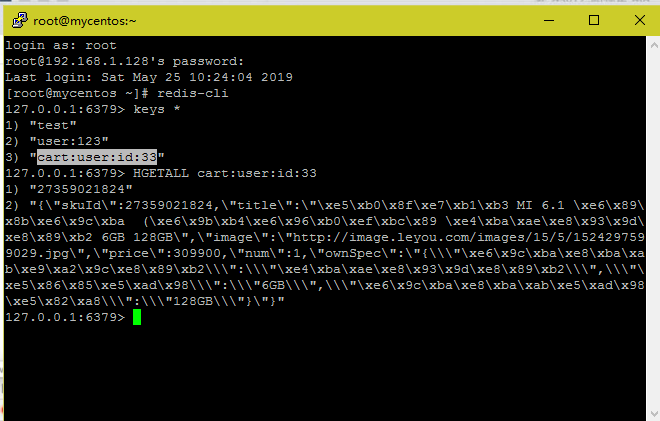 root@mycentos:~
login as: root
root@192.168.1.128's password:
Last login: Sat May 25 10:24:04 2019
[root@mycentos ~]# redis-cli
127.0.0.1:6379> keys *
1) "test"
2) "user:123"
3) "cart:user:id:33"
127.0.0.1:6379> HGETALL cart:user:id:33
1) "27359021824"
2) "{\"skuId\":27359021824,\"title\":\"\xe5\xb0\x8f\xe7\xb1\xb3 MI 6.1 \xe6\x89\
x8b\xe6\x9c\xba  (\xe6\x9b\xb4\xe6\x96\xb0\xef\xbc\x89 \xe4\xba\xae\xe8\x93\x9d\
xe8\x89\xb2 6GB 128GB\",\"image\":\"http://image.leyou.com/images/15/5/152429759
9029.jpg\",\"price\":309900,\"num\":1,\"ownSpec\":\"{\\\"\xe6\x9c\xba\xe8\xba\xa
b\xe9\xa2\x9c\xe8\x89\xb2\\\":\\\"\xe4\xba\xae\xe8\x93\x9d\xe8\x89\xb2\\\",\\\"\
xe5\x86\x85\xe5\xad\x98\\\":\\\"6GB\\\",\\\"\xe6\x9c\xba\xe8\xba\xab\xe5\xad\x98
\xe5\x82\xa8\\\":\\\"128GB\\\"}\"}"
127.0.0.1:6379>